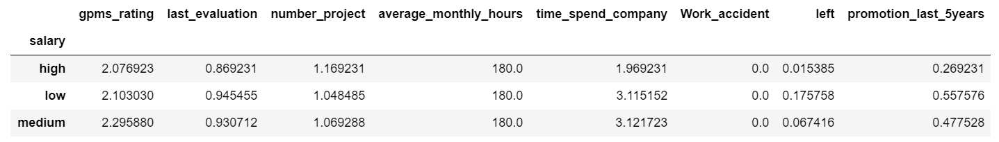 gpms_rating last_evaluation number_project average_monthly_hours time_spend_company Work_accident left promotion_last_5years
salary
high 2.076923 0.869231 1.169231 180.0 1.969231 0.0 0.015385 0.269231
low 2.103030 0.945455 1.048485 180.0 3.115152 0.0 0.175758 0.557576
medium 2.295880 0.930712 1.069288 180.0 3.121723 0.0 0.067416 0.477528